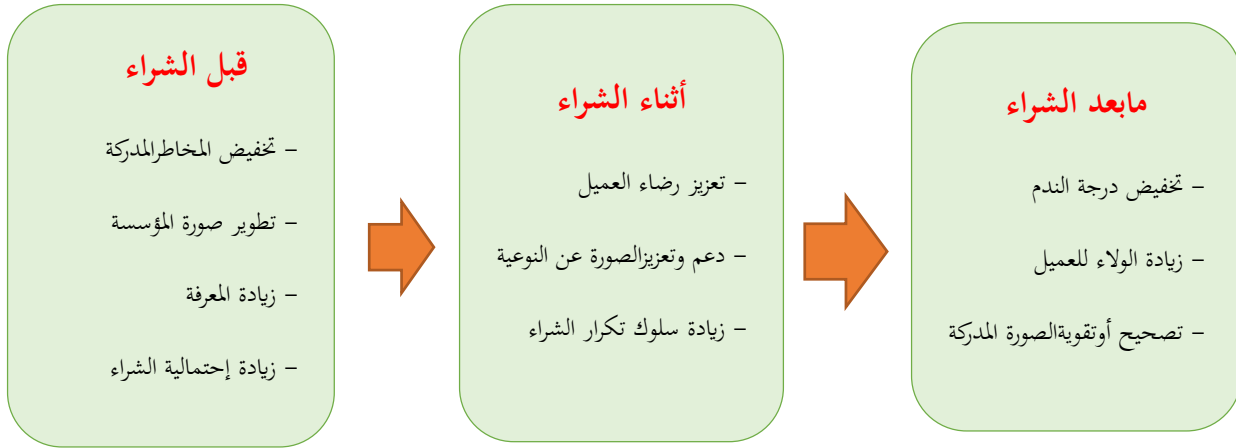 قبل الشراء
– تخفيض المخاطرالمدركة
– تطوير صورة المؤسسة
– زيادة المعرفة
– زيادة إحتمالية الشراء
أثناء الشراء
– تعزيز رضاء العميل
– دعم وتعزيزالصورة عن النوعية
– زيادة سلوك تكرار الشراء
مابعد الشراء
– تخفيض درجة الندم
– زيادة الولاء للعميل
– تصحيح أوتقويةالصورة المدركة